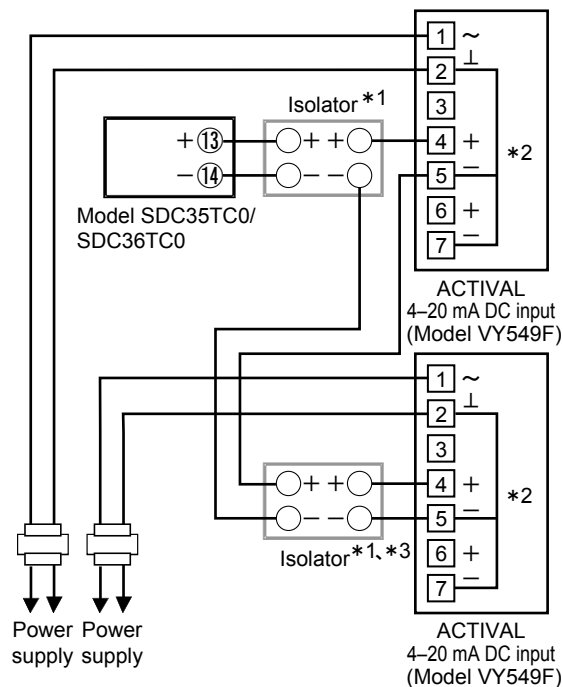 1 ~
2 ⊥
3
Isolator *1
+ ⑬ + + 4 +
*2
− ⑭ − − 5 −
6 +
7 −
Model SDC35TC0/
SDC36TC0
ACTIVAL
4–20 mA DC input
(Model VY549F)
1 ~
2 ⊥
3
+ + 4 +
*2
− − 5 −
Isolator*1、*3
6 +
7 −
Power supply
Power supply
ACTIVAL
4–20 mA DC input
(Model VY549F)